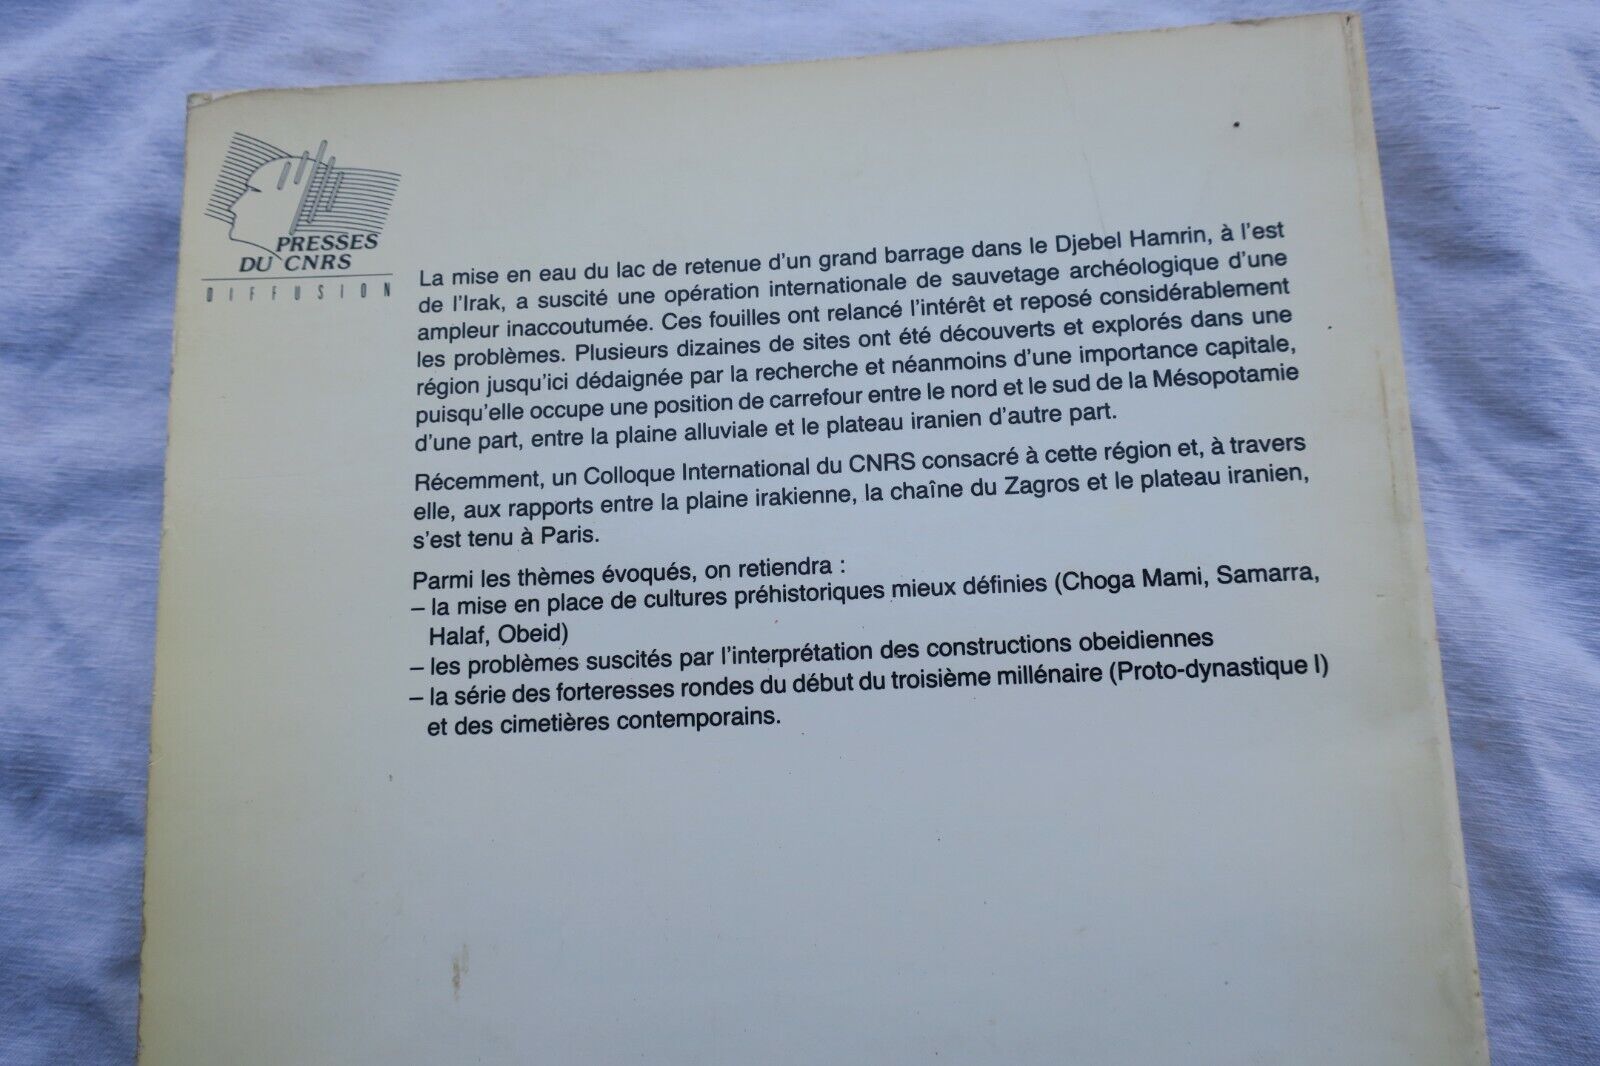 PRESSES
DU CNRS
DIFFUSION
La mise en eau du lac de retenue d'un grand barrage dans le Djebel Hamrin, à l'est
de l'Irak, a suscité une opération internationale de sauvetage archéologique d'une
ampleur inaccoutumée. Ces fouilles ont relancé l'intérêt et reposé considérablement
les problèmes. Plusieurs dizaines de sites ont été découverts et explorés dans une
région jusqu'ici dédaignée par la recherche et néanmoins d'une importance capitale,
puisqu'elle occupe une position de carrefour entre le nord et le sud de la Mésopotamie
d'une part, entre la plaine alluviale et le plateau iranien d'autre part.
Récemment, un Colloque International du CNRS consacré à cette région et, à travers
elle, aux rapports entre la plaine irakienne, la chaîne du Zagros et le plateau iranien,
s'est tenu à Paris.
Parmi les thèmes évoqués, on retiendra :
– la mise en place de cultures préhistoriques mieux définies (Choga Mami, Samarra,
Halaf, Obeid)
– les problèmes suscités par l'interprétation des constructions obeidiennes
– la série des forteresses rondes du début du troisième millénaire (Proto-dynastique I)
et des cimetières contemporains.